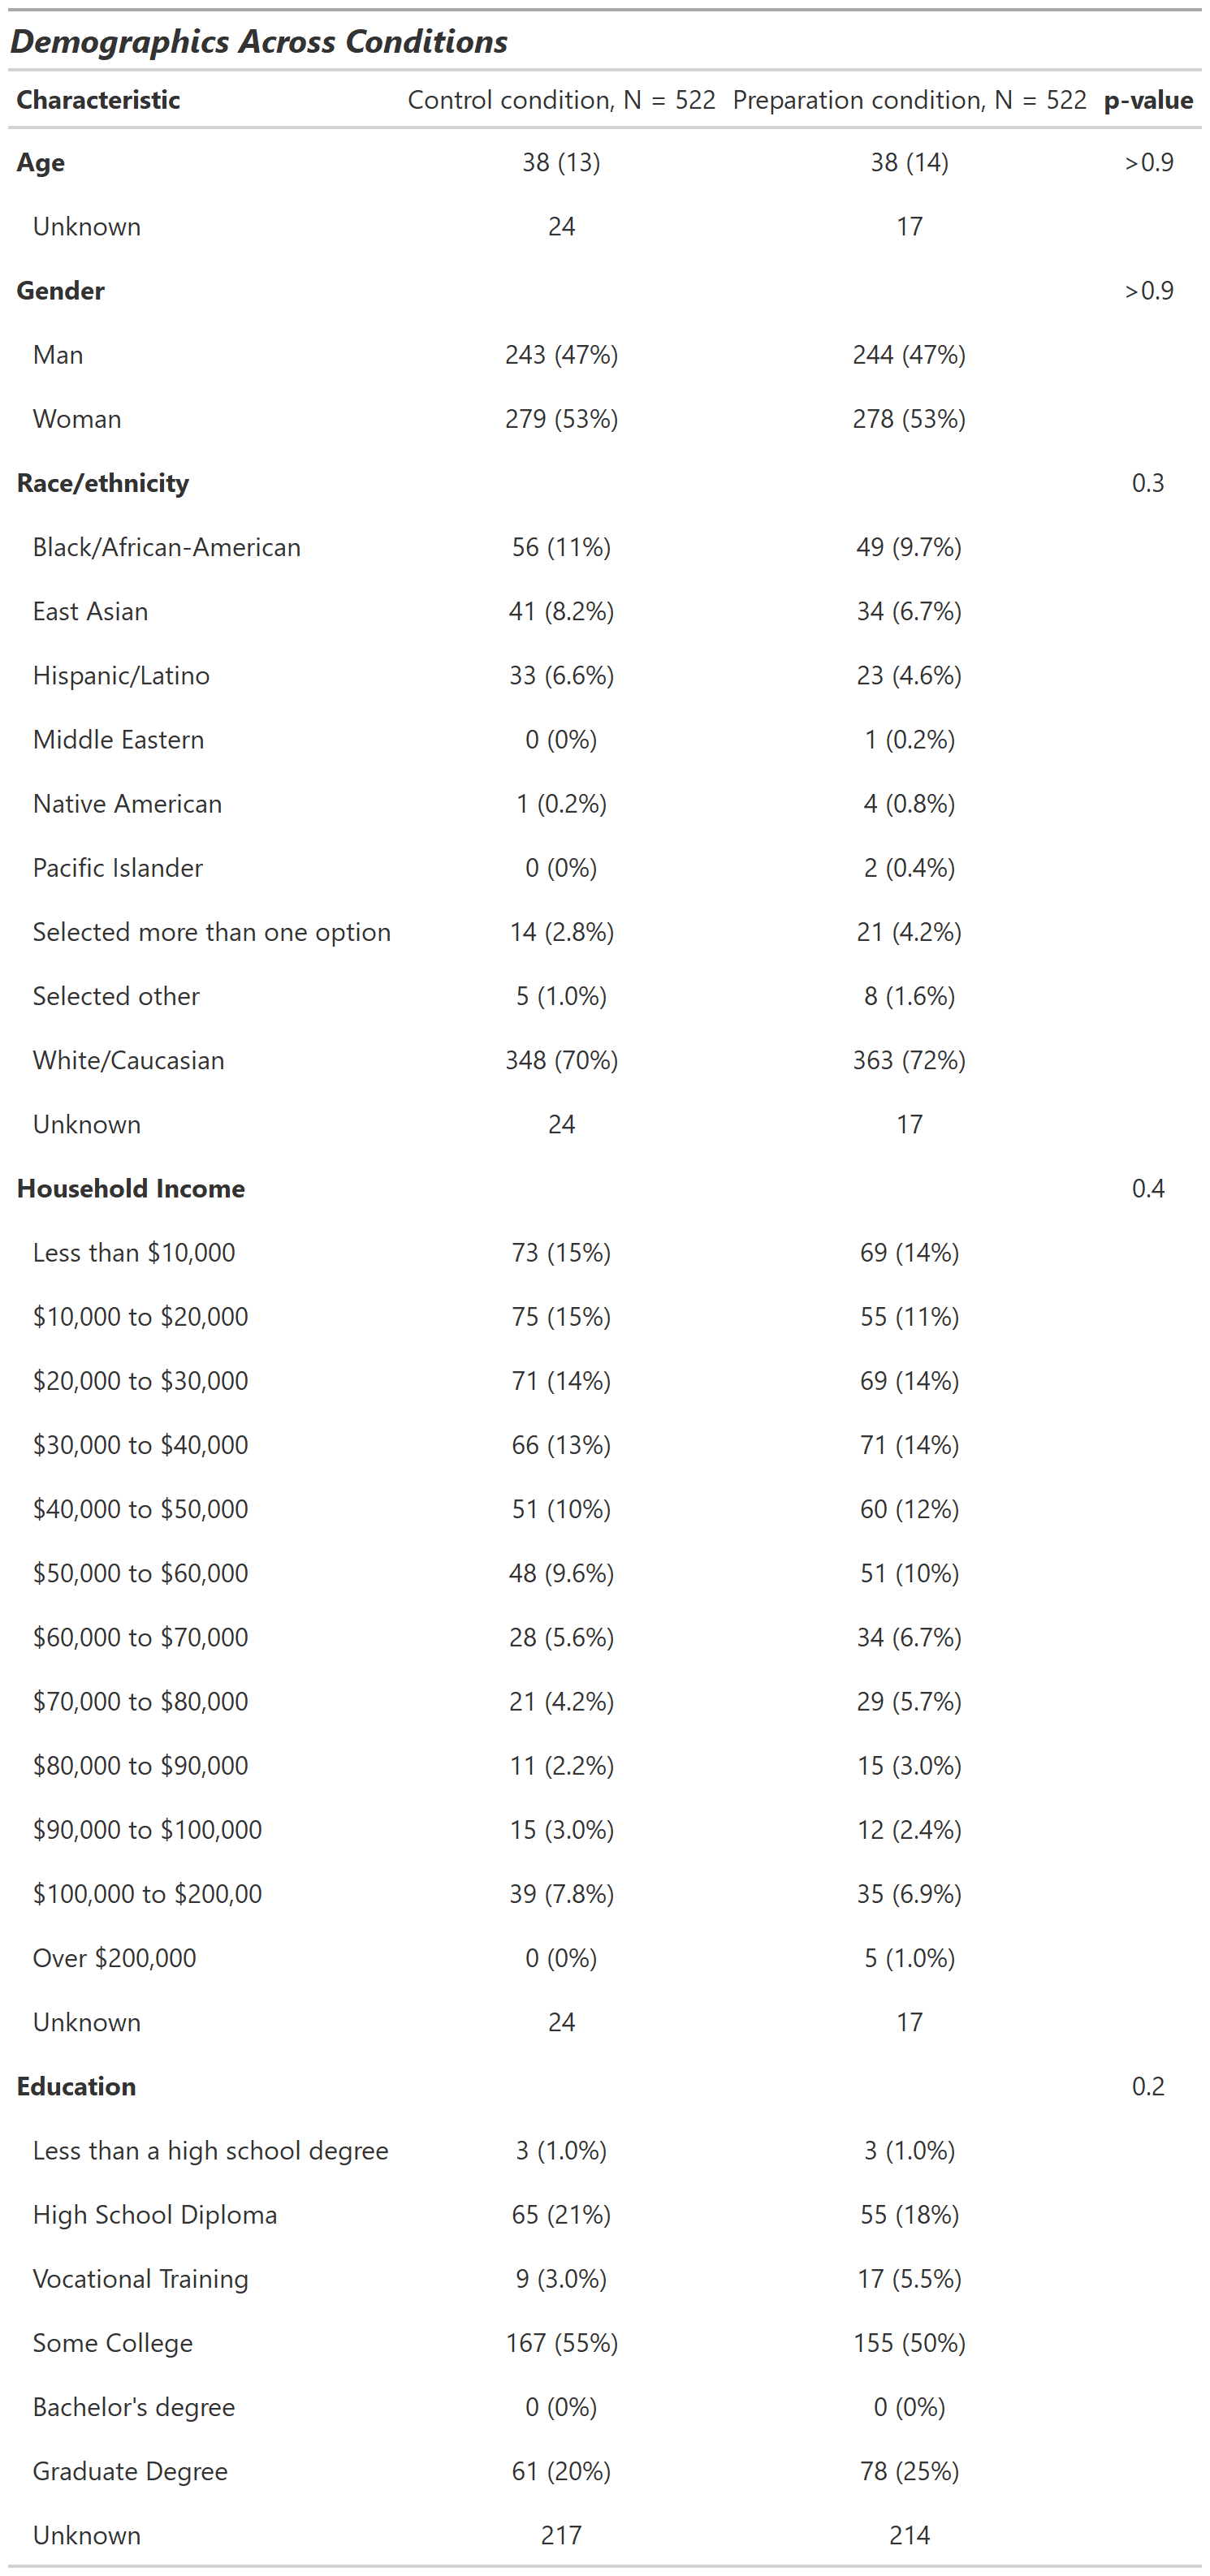 Demographics Across Conditions
Characteristic Control condition, N = 522 Preparation condition, N = 522 p-value
Age 38 (13) 38 (14) >0.9
Unknown 24 17
Gender >0.9
Man 243 (47%) 244 (47%)
Woman 279 (53%) 278 (53%)
Race/ethnicity 0.3
Black/African-American 56 (11%) 49 (9.7%)
East Asian 41 (8.2%) 34 (6.7%)
Hispanic/Latino 33 (6.6%) 23 (4.6%)
Middle Eastern 0 (0%) 1 (0.2%)
Native American 1 (0.2%) 4 (0.8%)
Pacific Islander 0 (0%) 2 (0.4%)
Selected more than one option 14 (2.8%) 21 (4.2%)
Selected other 5 (1.0%) 8 (1.6%)
White/Caucasian 348 (70%) 363 (72%)
Unknown 24 17
Household Income 0.4
Less than $10,000 73 (15%) 69 (14%)
$10,000 to $20,000 75 (15%) 55 (11%)
$20,000 to $30,000 71 (14%) 69 (14%)
$30,000 to $40,000 66 (13%) 71 (14%)
$40,000 to $50,000 51 (10%) 60 (12%)
$50,000 to $60,000 48 (9.6%) 51 (10%)
$60,000 to $70,000 28 (5.6%) 34 (6.7%)
$70,000 to $80,000 21 (4.2%) 29 (5.7%)
$80,000 to $90,000 11 (2.2%) 15 (3.0%)
$90,000 to $100,000 15 (3.0%) 12 (2.4%)
$100,000 to $200,00 39 (7.8%) 35 (6.9%)
Over $200,000 0 (0%) 5 (1.0%)
Unknown 24 17
Education 0.2
Less than a high school degree 3 (1.0%) 3 (1.0%)
High School Diploma 65 (21%) 55 (18%)
Vocational Training 9 (3.0%) 17 (5.5%)
Some College 167 (55%) 155 (50%)
Bachelor's degree 0 (0%) 0 (0%)
Graduate Degree 61 (20%) 78 (25%)
Unknown 217 214